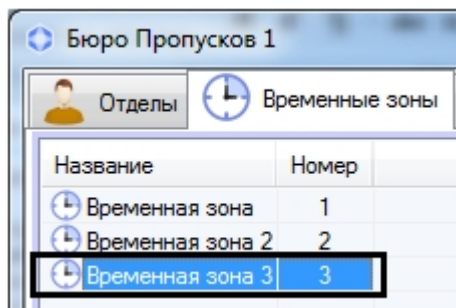 Бюро Пропусков 1
Отделы Временные зоны
Название Номер
Временная зона 1
Временная зона 2 2
Временная зона 3 3